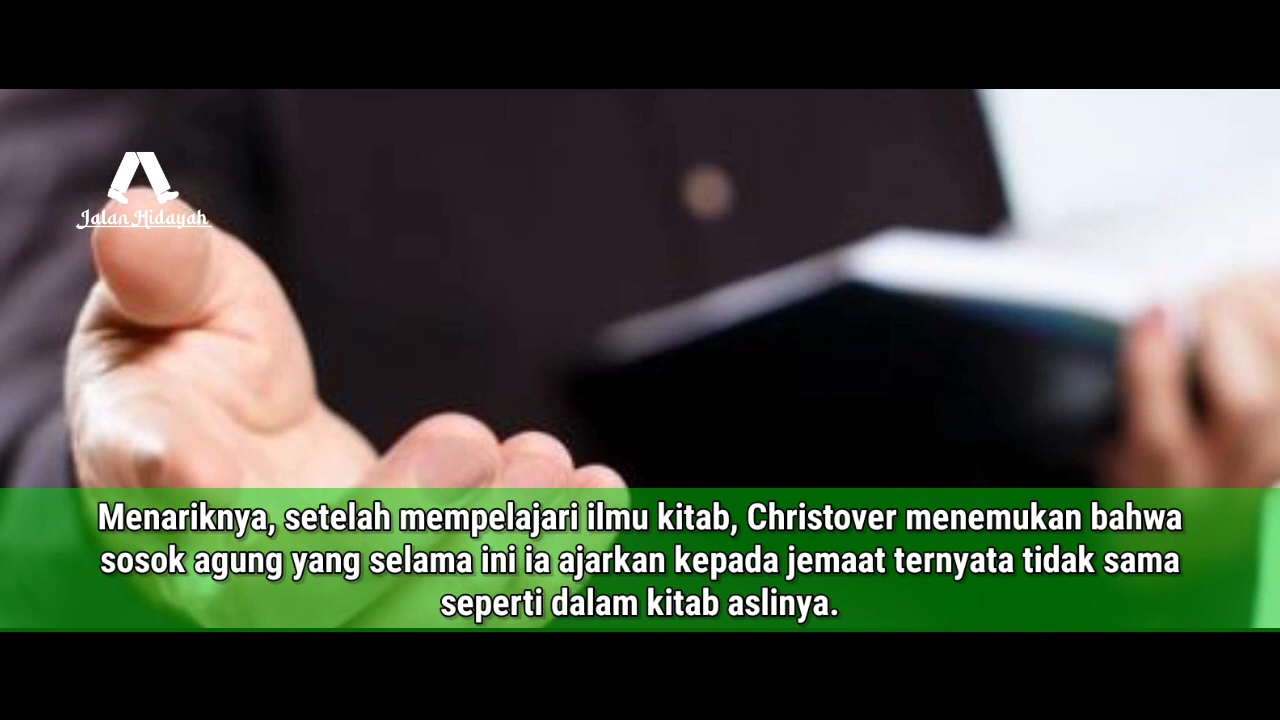 Jalan Hidayah
Menariknya, setelah mempelajari ilmu kitab, Christover menemukan bahwa
sosok agung yang selama ini ia ajarkan kepada jemaat ternyata tidak sama
seperti dalam kitab aslinya.